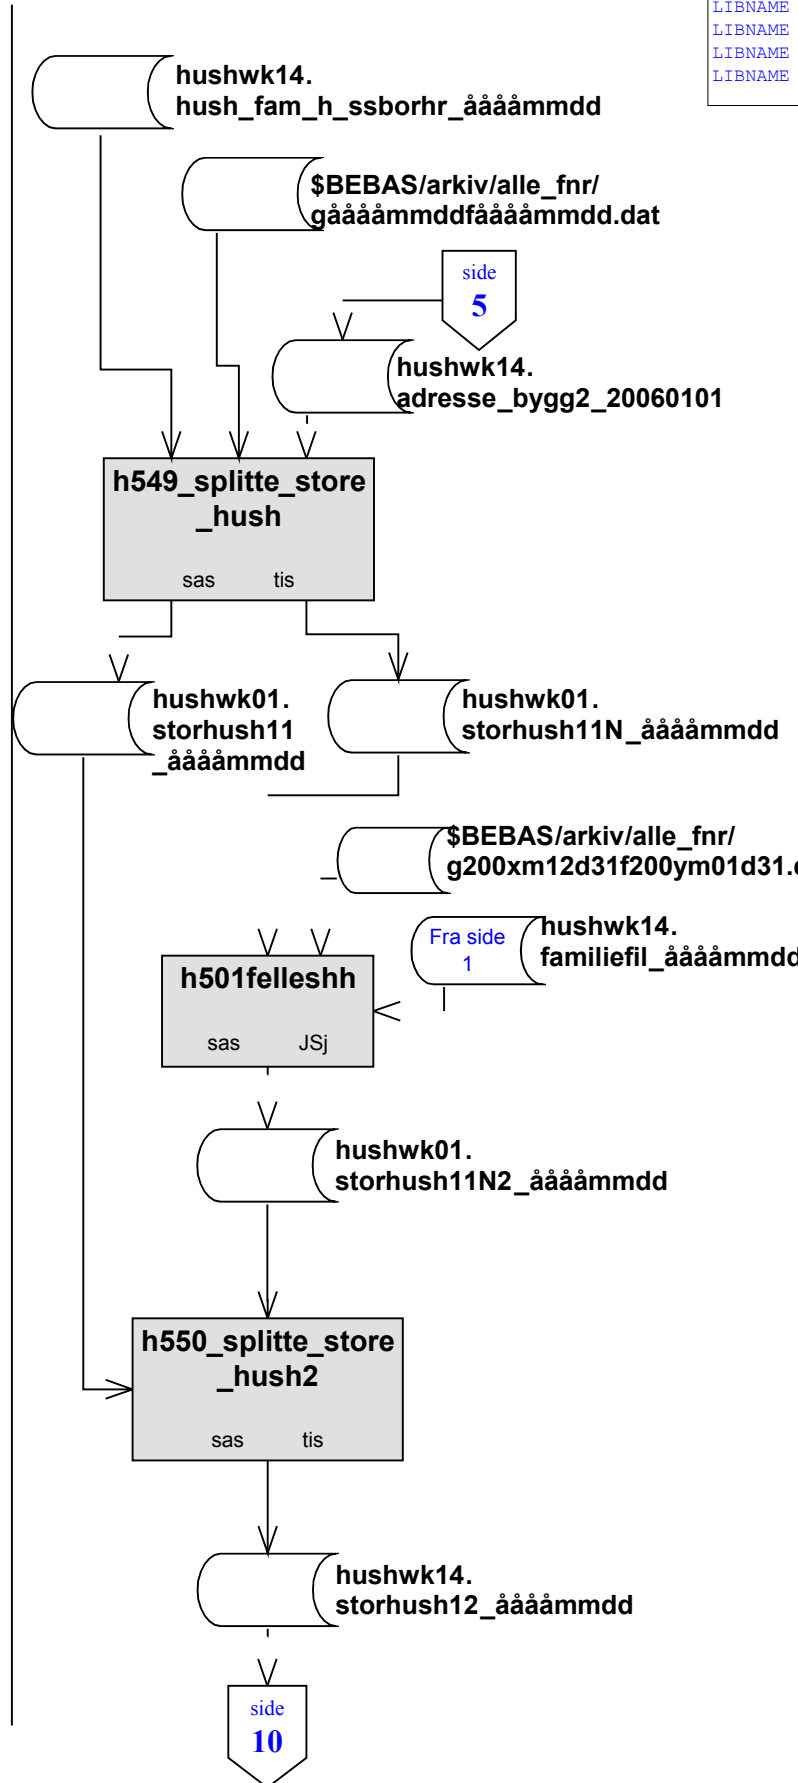 LIBNAME
LIBNAME
LIBNAME
LIBNAME
hushwk14.
hush_fam_h_ssborhr_ååååmmdd
$BEBAS/arkiv/alle_fnr/
gååååmmddfååååmmdd.dat
side
5
hushwk14.
adresse_bygg2_20060101
h549_splitte_store
_hush
sas tis
hushwk01.
storhush11
_ååååmmdd
hushwk01.
storhush11N_ååååmmdd
$BEBAS/arkiv/alle_fnr/
g200xm12d31f200ym01d31.
Fra side
1
hushwk14.
familiefil_ååååmmdd
h501felleshh
sas JSj
hushwk01.
storhush11N2_ååååmmdd
h550_splitte_store
_hush2
sas tis
hushwk14.
storhush12_ååååmmdd
side
10